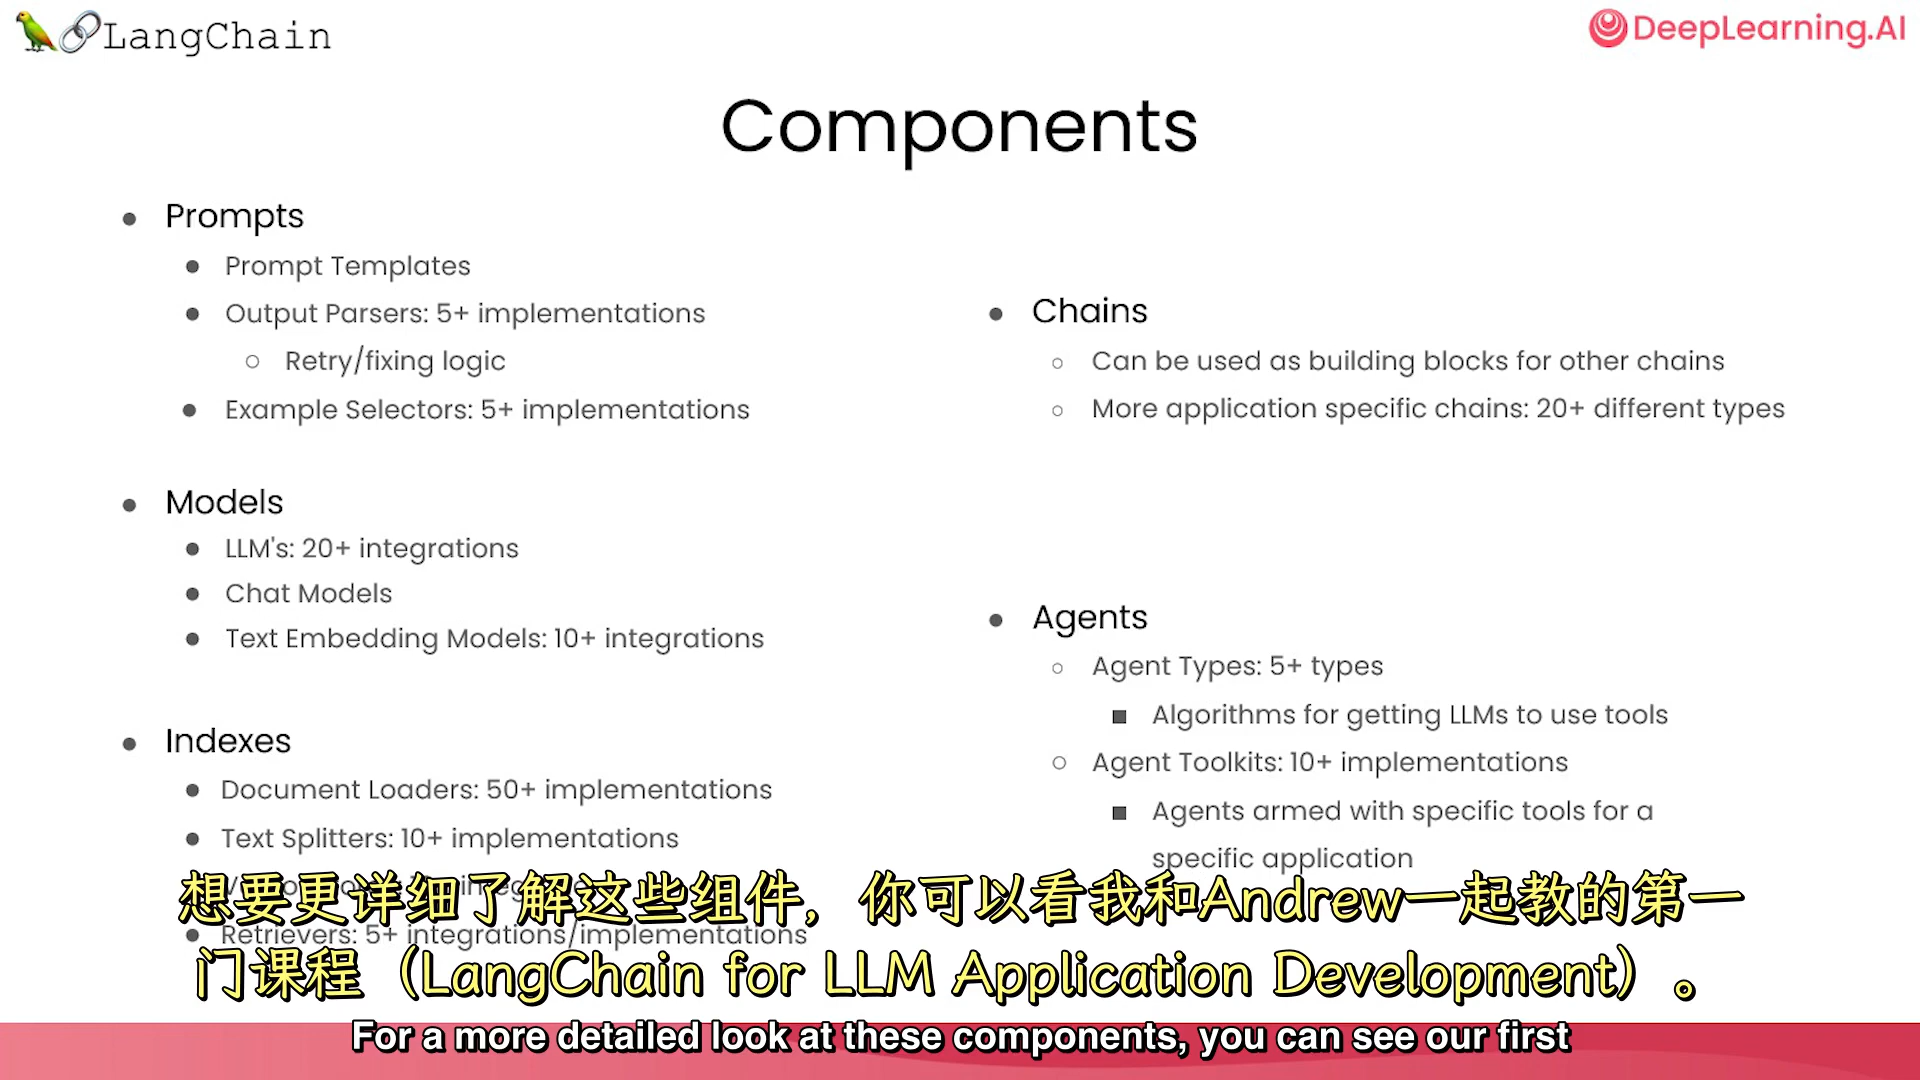 LangChain
DeepLearning.AI
Components
Prompts
Prompt Templates
Output Parsers: 5+ implementations
Retry/fixing logic
Example Selectors: 5+ implementations
Models
LLM's: 20+ integrations
Chat Models
Text Embedding Models: 10+ integrations
Indexes
Document Loaders: 50+ implementations
Text Splitters: 10+ implementations
Retrievers: 5+ integrations/implementations
Chains
Can be used as building blocks for other chains
More application specific chains: 20+ different types
Agents
Agent Types: 5+ types
Algorithms for getting LLMs to use tools
Agent Toolkits: 10+ implementations
Agents armed with specific tools for a
specific application
想要更详细了解这些组件，你可以看我和Andrew一起教的第一
门课程（LangChain for LLM Application Development）。
For a more detailed look at these components, you can see our first